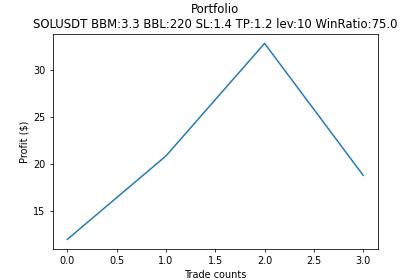 Portfolio
SOLUSDT BBM:3.3 BBL:220 SL:1.4 TP:1.2 lev:10 WinRatio:75.0
30
25
20
15
Profit ($)
0.0 0.5 1.0 1.5 2.0 2.5 3.0
Trade counts